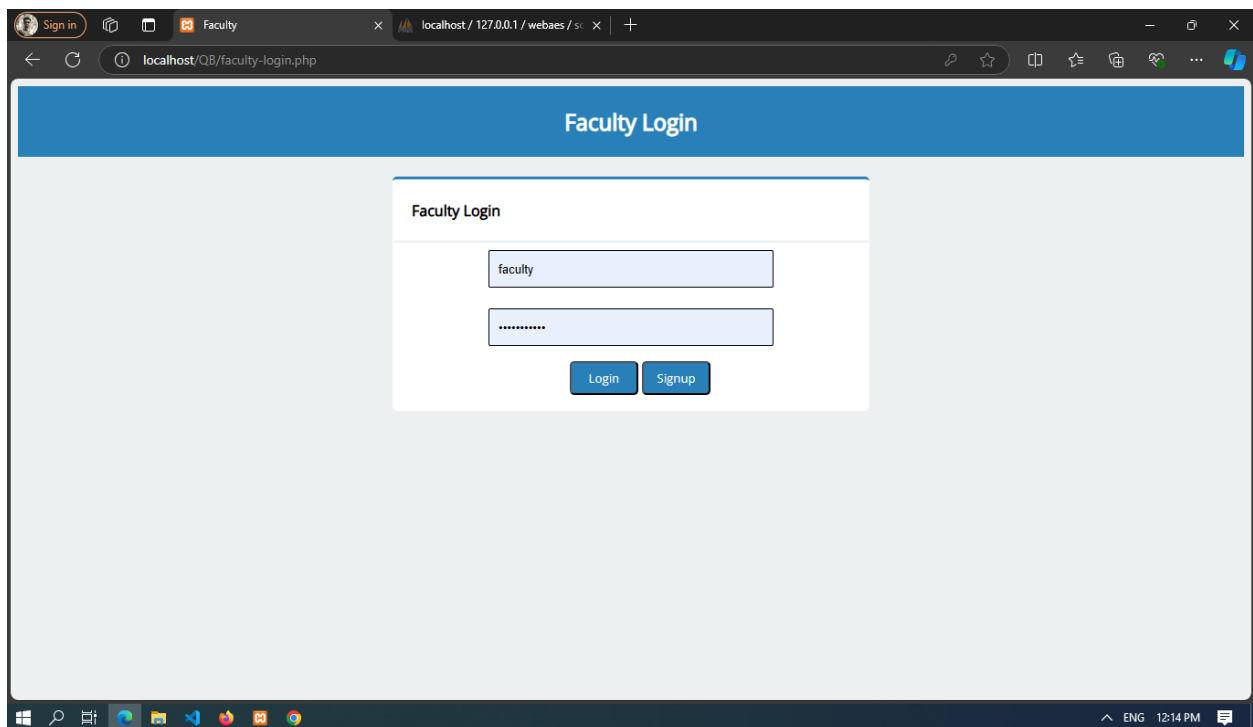 Sign in
Faculty
localhost / 127.0.0.1 / webaes / sc
localhost/QB/faculty-login.php
Faculty Login
Faculty Login
faculty
•••••••••••
Login Signup
ENG 12:14 PM